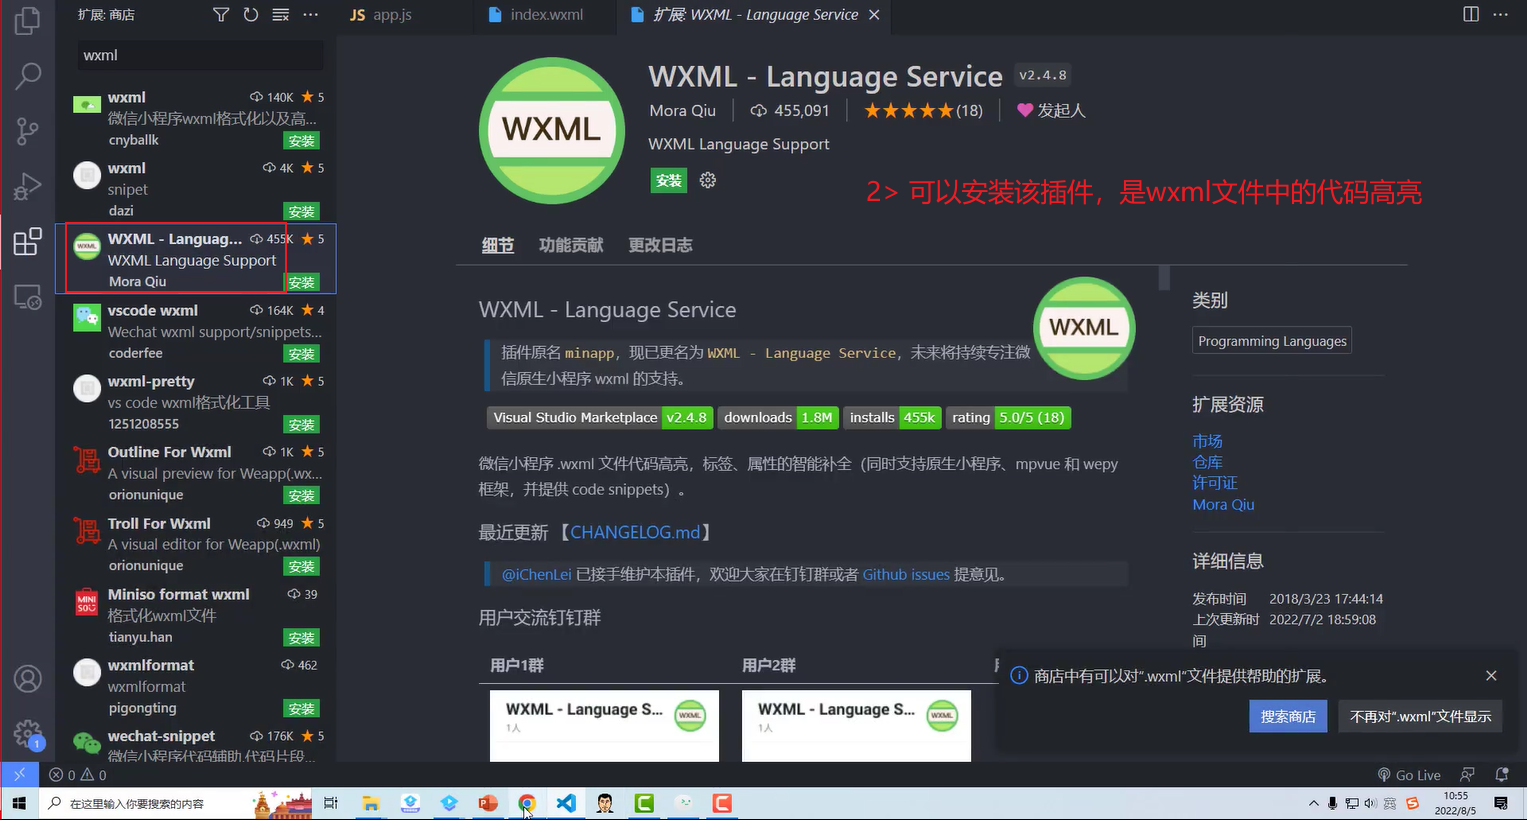 扩展: 商店
JS app.js
index.wxml
扩展: WXML - Language Service
wxml
wxml 140K 5
微信小程序wxml格式化以及高...
cnyballk 安装
wxml 4K 5
snipet
dazi 安装
WXML - Languag... 455K 5
WXML Language Support
Mora Qiu 安装
vscode wxml 164K 4
Wechat wxml support/snippets...
coderfee 安装
wxml-pretty 1K 5
vs code wxml格式化工具
1251208555 安装
Outline For Wxml 1K 5
A visual preview for Weapp(.wx...
orionunique 安装
Troll For Wxml 949 5
A visual editor for Weapp(.wxml)
orionunique 安装
MINI SOU
Miniso format wxml 39
格式化wxml文件
tianyu.han 安装
wxmlformat 462
wxmlformat
pigongting 安装
wechat-snippet 176K 5
微信小程序代码辅助,代码片段...
WXML
WXML - Language Service v2.4.8
Mora Qiu 455,091 (18) 发起人
WXML Language Support
安装
2> 可以安装该插件，是wxml文件中的代码高亮
细节 功能贡献 更改日志
WXML - Language Service
WXML
插件原名 minapp，现已更名为 WXML - Language Service，未来将持续专注微
信原生小程序 wxml 的支持。
Visual Studio Marketplace v2.4.8 downloads 1.8M installs 455k rating 5.0/5 (18)
微信小程序 .wxml 文件代码高亮，标签、属性的智能补全（同时支持原生小程序、mpvue 和 wepy
框架，并提供 code snippets）。
最近更新 【CHANGELOG.md】
@iChenLei 已接手维护本插件，欢迎大家在钉钉群或者 Github issues 提意见。
用户交流钉钉群
用户1群 用户2群
WXML - Language S... WXML
1人
WXML - Language S... WXML
1人
类别
Programming Languages
扩展资源
市场
仓库
许可证
Mora Qiu
详细信息
发布时间 2018/3/23 17:44:14
上次更新时 2022/7/2 18:59:08
间
商店中有可以对“.wxml”文件提供帮助的扩展。
搜索商店 不再对“.wxml”文件显示
1
0 0
Go Live
在这里输入你要搜索的内容
英
10:55
2022/8/5